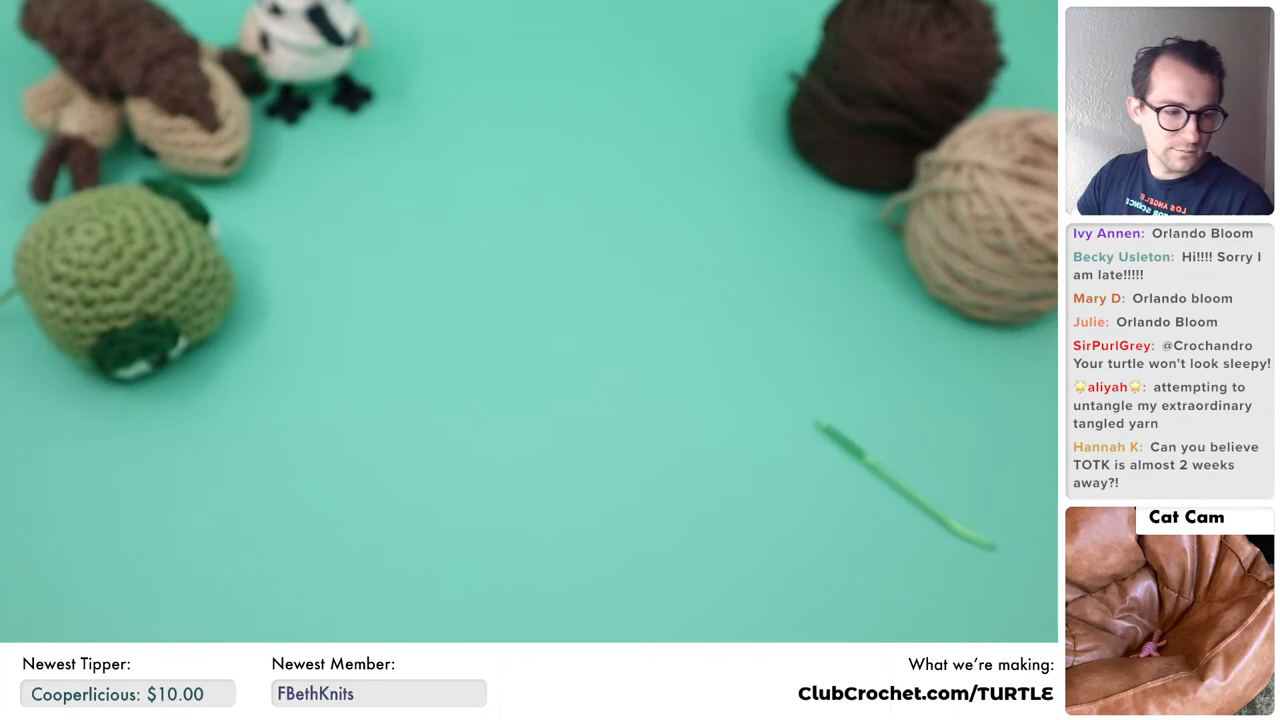 Ivy Annen: Orlando Bloom
Becky Usleton: Hi!!!! Sorry I
am late!!!!!
Mary D: Orlando bloom
Julie: Orlando Bloom
SirPurlGrey: @Crochandro
Your turtle won't look sleepy!
🌟aliyah🌟: attempting to
untangle my extraordinary
tangled yarn
Hannah K: Can you believe
TOTK is almost 2 weeks
away?!
Cat Cam
Newest Tipper:
Cooperlicious: $10.00
Newest Member:
FBethKnits
What we're making:
ClubCrochet.com/TURTLE
LOS ANGELES